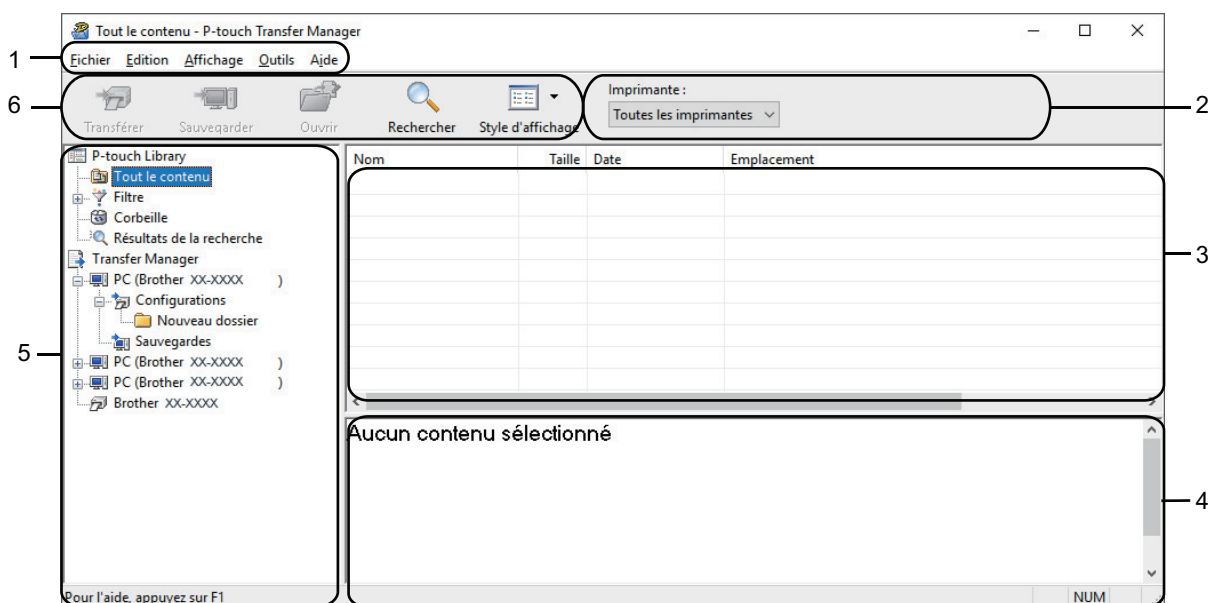 Tout le contenu - P-touch Transfer Manager
1
Fichier Edition Affichage Outils Aide
6
Transférer Sauvegarder Ouvrir Rechercher Style d'affichage
Imprimante :
Toutes les imprimantes
2
P-touch Library
Tout le contenu
Filtre
Corbeille
Résultats de la recherche
Transfer Manager
PC (Brother XX-XXXX )
Configurations
Nouveau dossier
Sauvegardes
PC (Brother XX-XXXX )
PC (Brother XX-XXXX )
Brother XX-XXXX
5
Nom Taille Date Emplacement
3
Aucun contenu sélectionné
4
Pour l'aide, appuyez sur F1
NUM